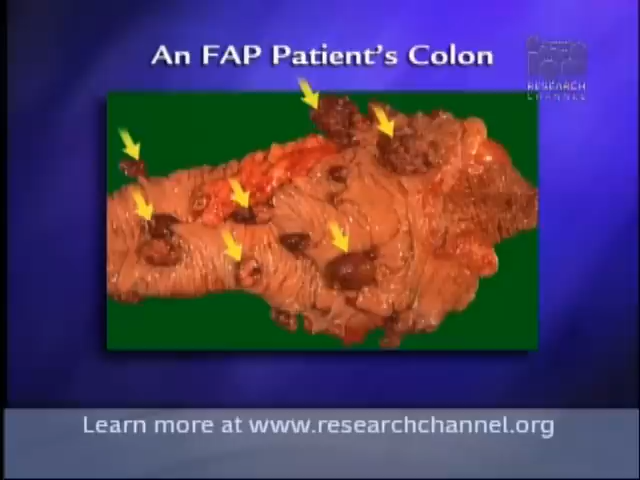 An FAP Patient's Colon
RESEARCH
CHANNEL
Learn more at www.researchchannel.org